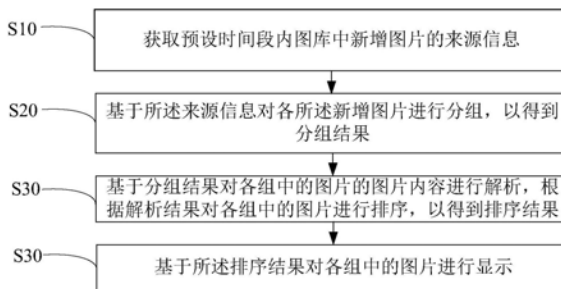 S10
获取预设时间段内图库中新增图片的来源信息
S20
基于所述来源信息对各所述新增图片进行分组，以得到
分组结果
S30
基于分组结果对各组中的图片的图片内容进行解析，根
据解析结果对各组中的图片进行排序，以得到排序结果
S30
基于所述排序结果对各组中的图片进行显示